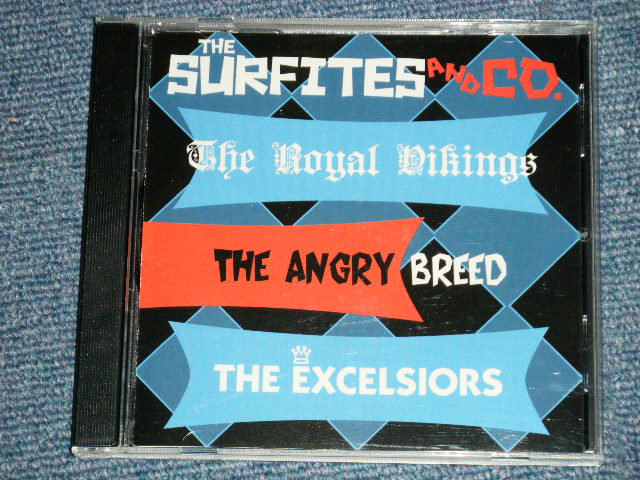 THE
SURFITES AND CO.
The Royal Vikings
THE ANGRY BREED
THE EXCELSIORS